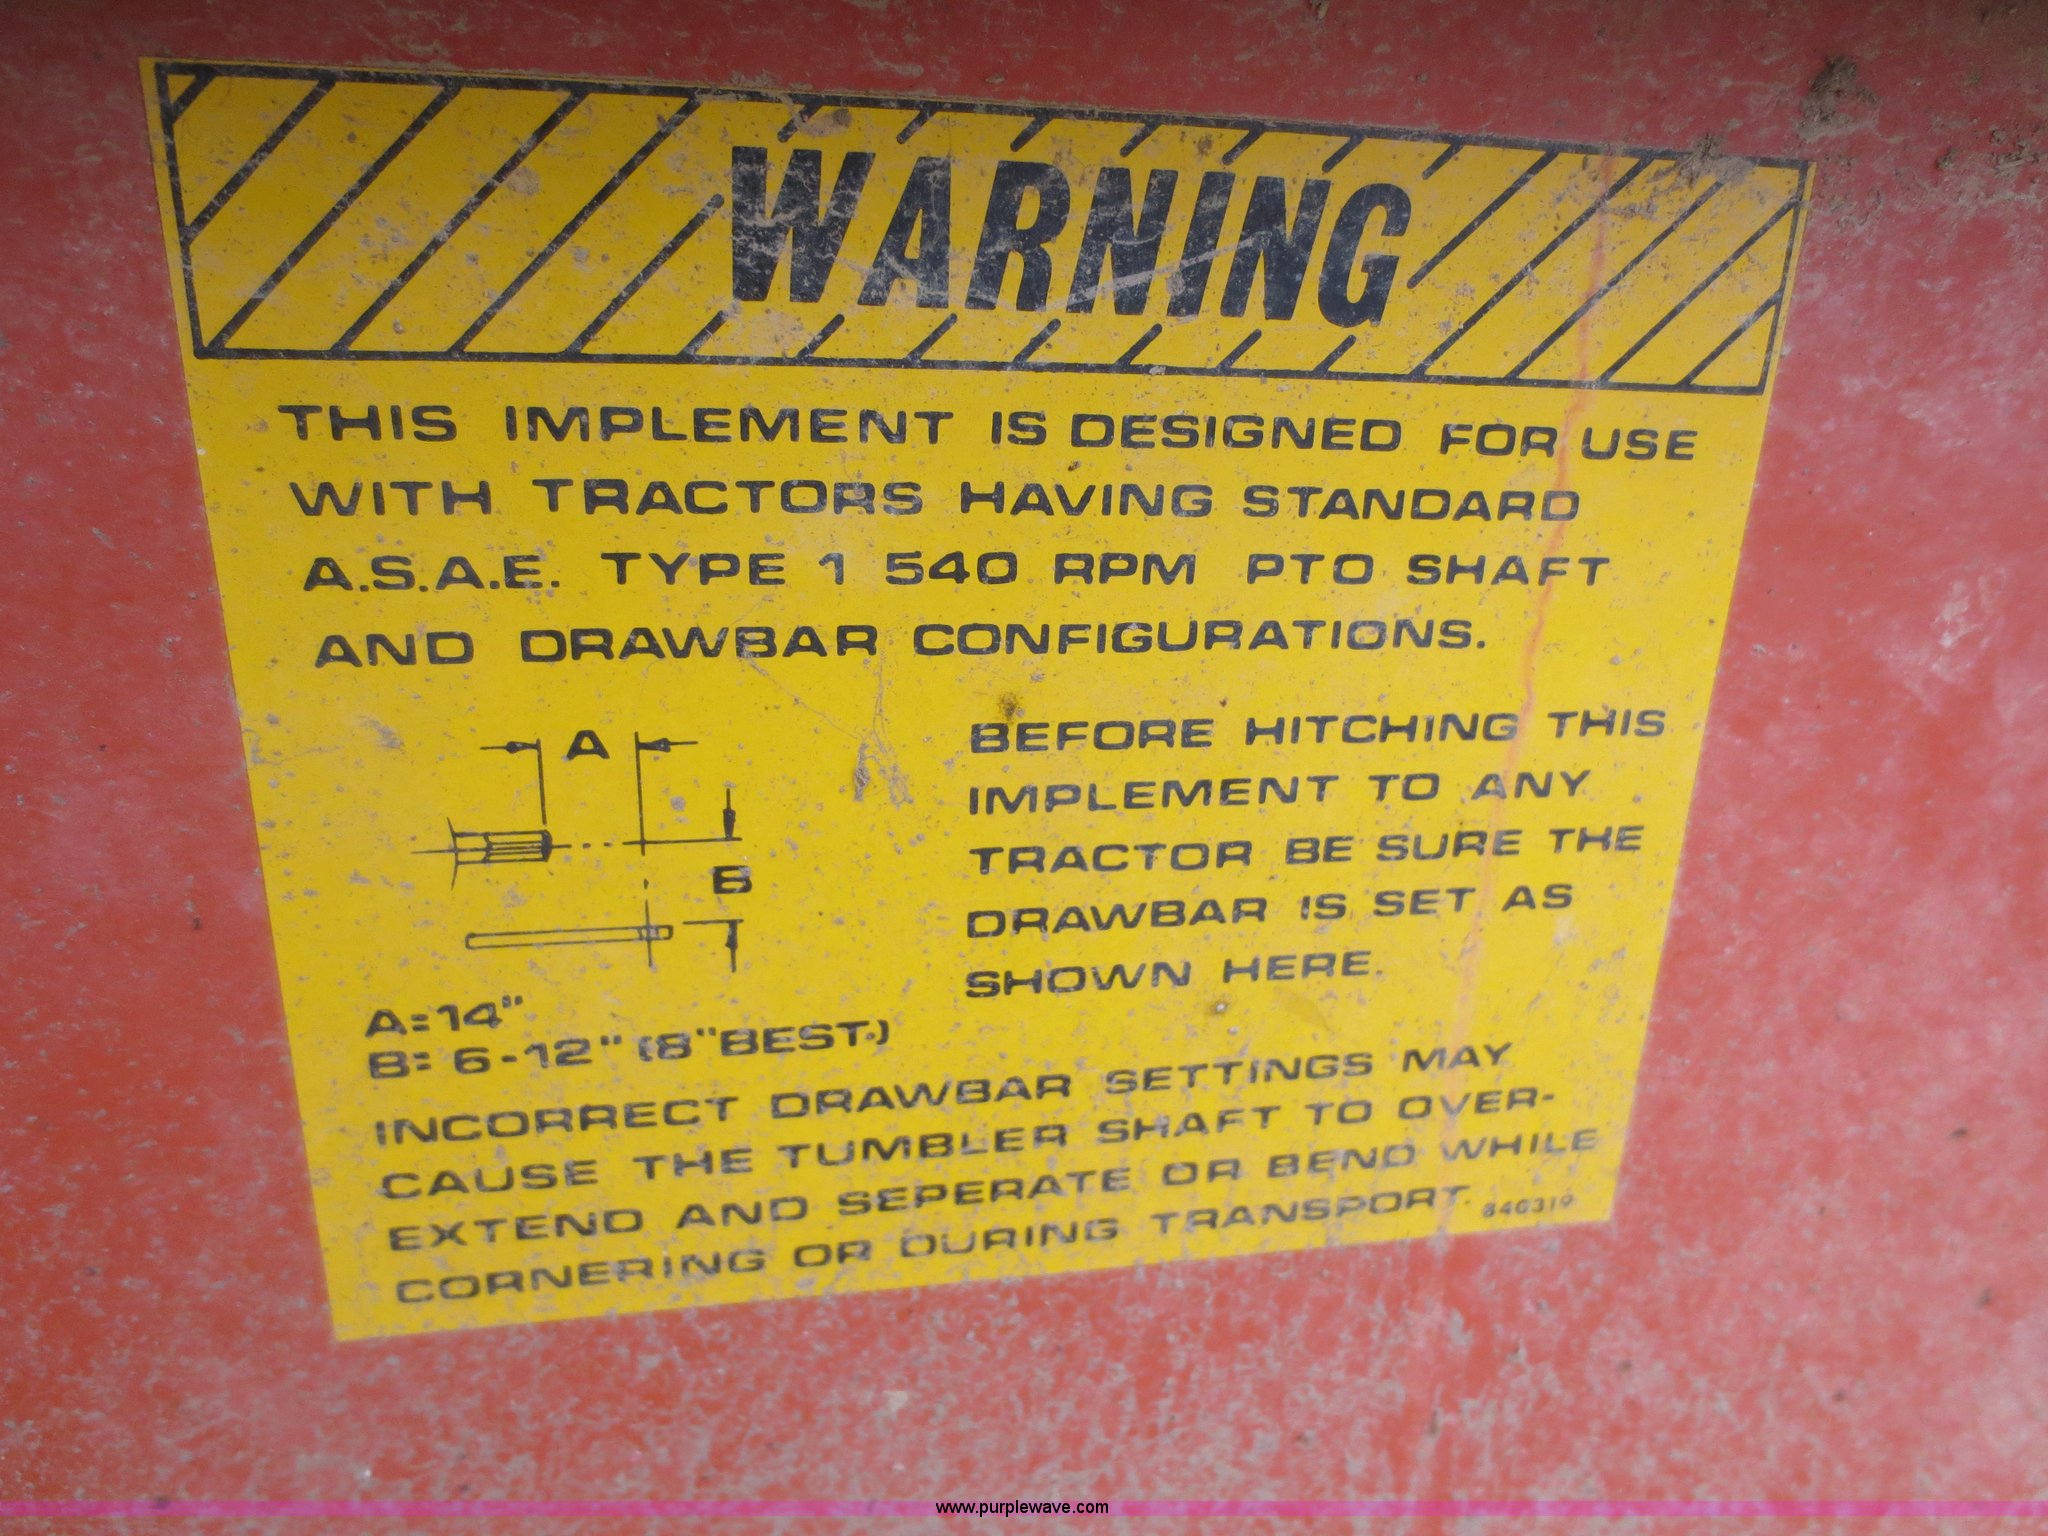 WARNING
THIS IMPLEMENT IS DESIGNED FOR USE
WITH TRACTORS HAVING STANDARD
A.S.A.E. TYPE 1 540 RPM PTO SHAFT
AND DRAWBAR CONFIGURATIONS.
A
B
BEFORE HITCHING THIS
IMPLEMENT TO ANY
TRACTOR BE SURE THE
DRAWBAR IS SET AS
SHOWN HERE.
A=14"
B= 6-12" (8"BEST.)
INCORRECT DRAWBAR SETTINGS MAY
CAUSE THE TUMBLER SHAFT TO OVER-
EXTEND AND SEPERATE OR BEND WHILE
CORNERING OR DURING TRANSPORT.
www.purplewave.com